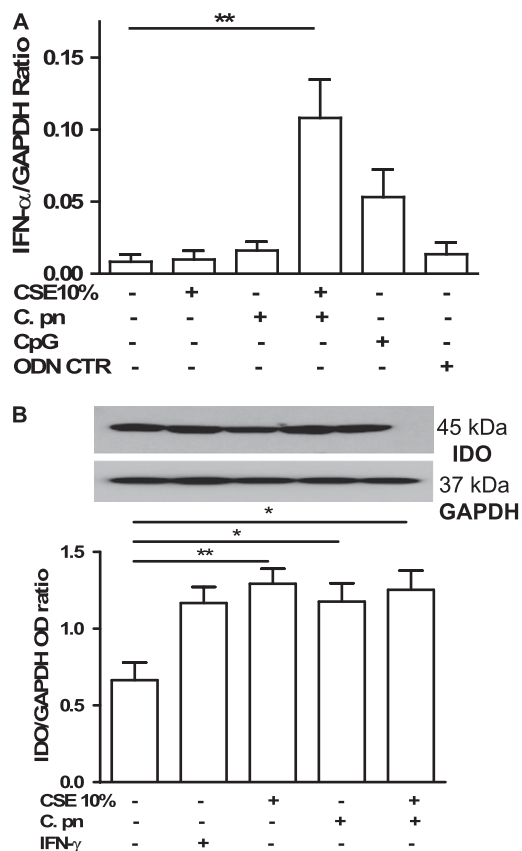 A
**
IFN-α/GAPDH Ratio
0.15
0.10
0.05
0.00
CSE10% - + - + - -
C. pn - - + + - -
CpG - - - - + -
ODN CTR - - - - - +
B
45 kDa
IDO
37 kDa
GAPDH
*
*
**
IDO/GAPDH OD ratio
1.5
1.0
0.5
0.0
CSE 10% - - + - +
C. pn - - - + +
IFN-γ - + - - -